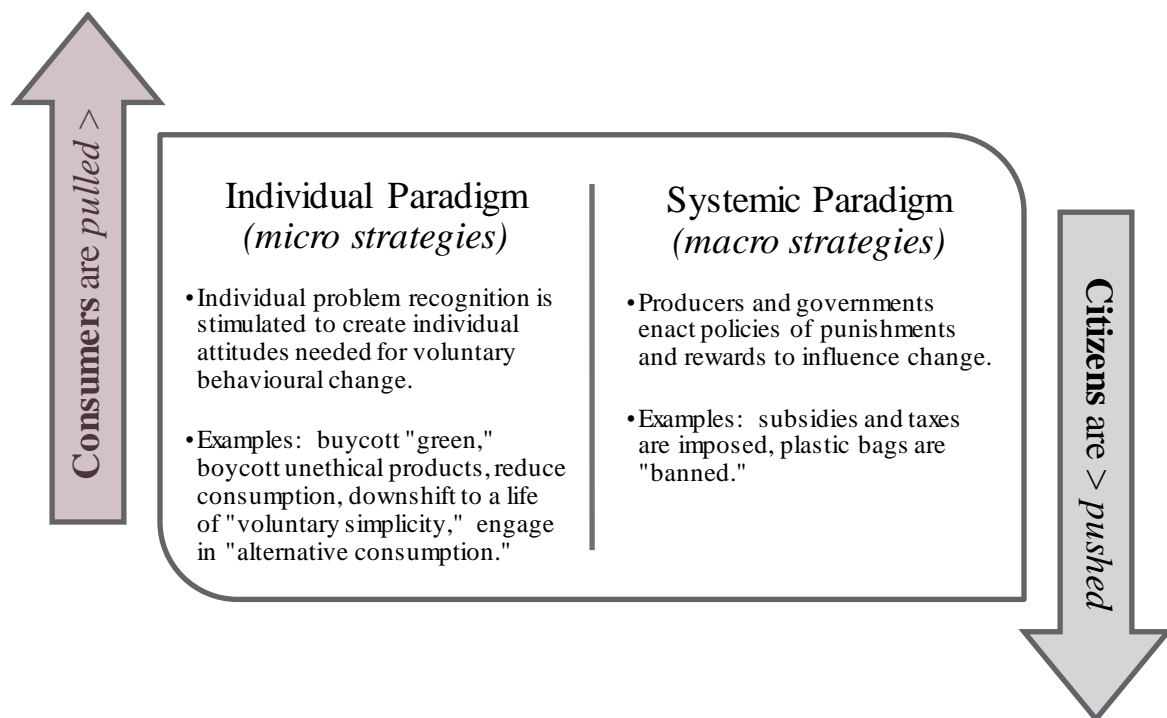 Consumers are pulled >
Individual Paradigm
(micro strategies)
•Individual problem recognition is
stimulated to create individual
attitudes needed for voluntary
behavioural change.
•Examples: buycott "green,"
boycott unethical products, reduce
consumption, downshift to a life
of "voluntary simplicity," engage
in "alternative consumption."
Systemic Paradigm
(macro strategies)
•Producers and governments
enact policies of punishments
and rewards to influence change.
•Examples: subsidies and taxes
are imposed, plastic bags are
"banned."
Citizens are > pushed